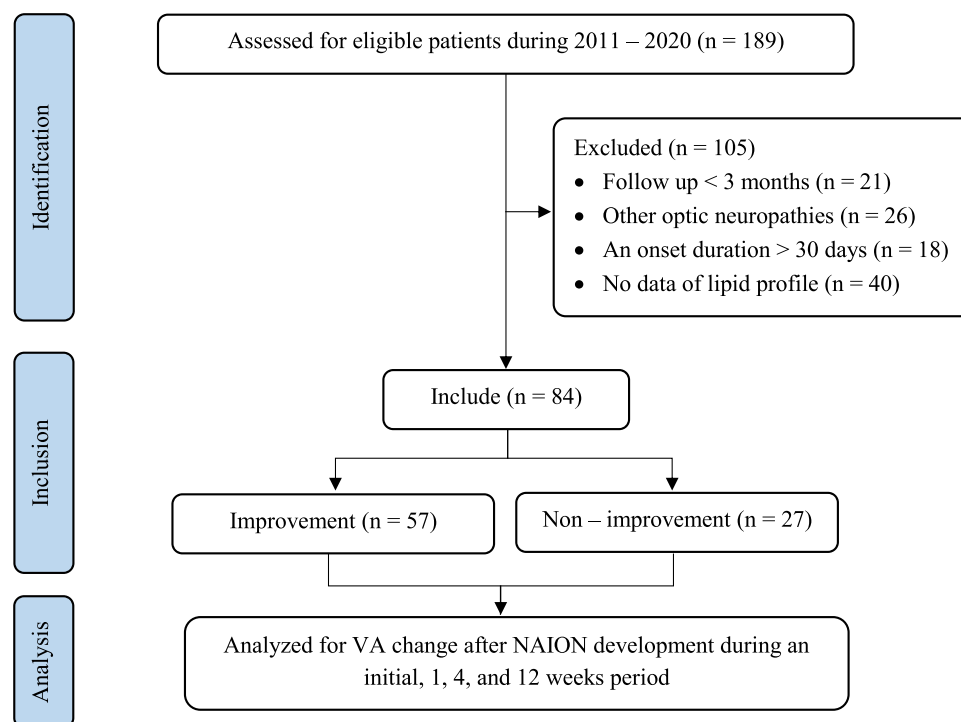 Identification
Assessed for eligible patients during 2011 – 2020 (n = 189)
Excluded (n = 105)
• Follow up < 3 months (n = 21)
• Other optic neuropathies (n = 26)
• An onset duration > 30 days (n = 18)
• No data of lipid profile (n = 40)
Inclusion
Include (n = 84)
Improvement (n = 57)
Non – improvement (n = 27)
Analysis
Analyzed for VA change after NAION development during an
initial, 1, 4, and 12 weeks period